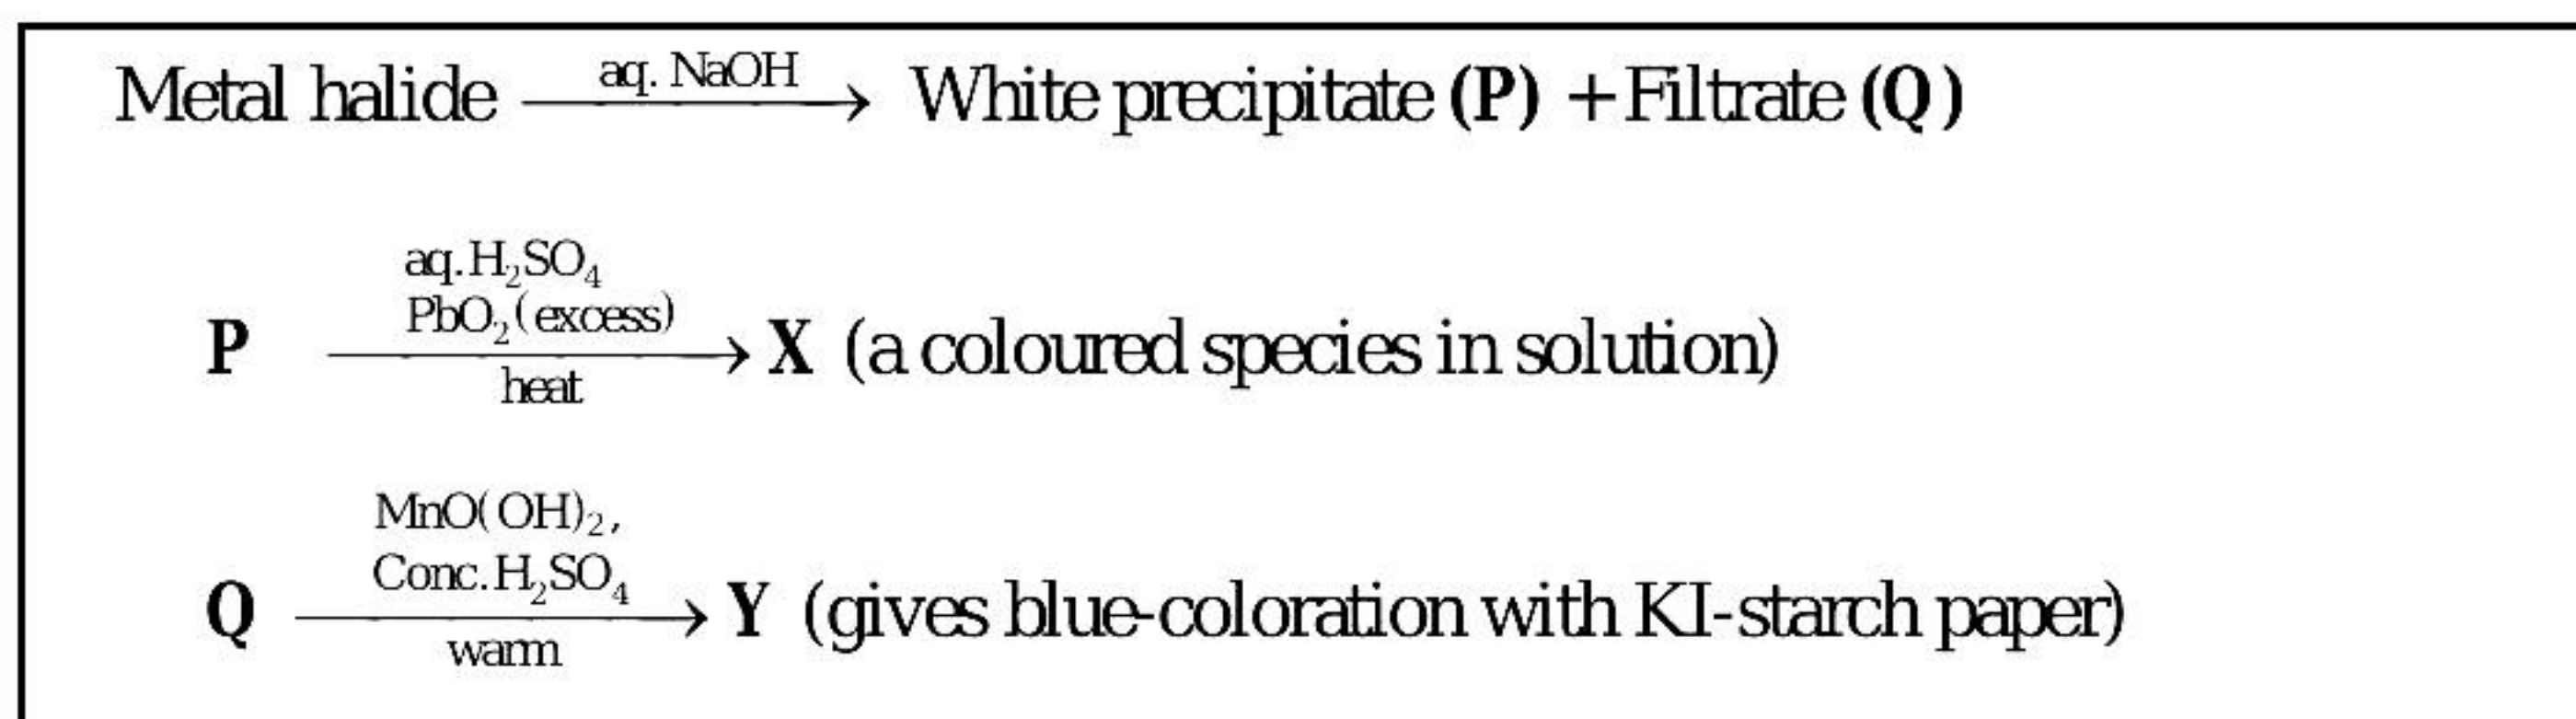 Metal halide aq. NaOH → White precipitate (P) + Filtrate (Q)
aq. H₂SO₄
PbO₂ (excess)
P → X (a coloured species in solution)
heat
MnO(OH)₂,
Conc. H₂SO₄
Q → Y (gives blue-coloration with KI-starch paper)
warm